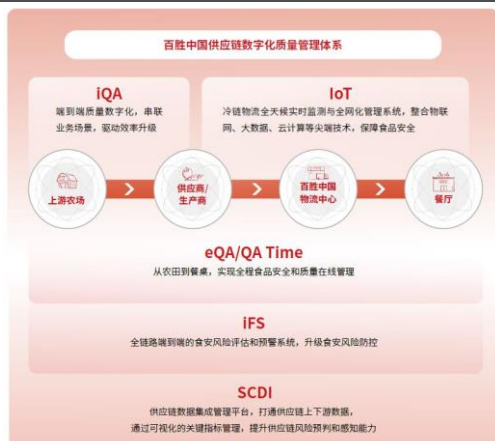 百胜中国供应链数字化质量管理体系
iQA
端到端质量数字化，串联
业务场景，驱动效率升级
IoT
冷链物流全天候实时监测与全网化管理系统，整合物联
网、大数据、云计算等尖端技术，保障食品安全
上游农场
供应商/
生产商
百胜中国
物流中心
餐厅
eQA/QA Time
从农田到餐桌，实现全程食品安全和质量在线管理
iFS
全链路端到端的食安风险评估和预警系统，升级食安风险防控
SCDI
供应链数据集成管理平台，打通供应链上下游数据，
通过可视化的关键指标管理，提升供应链风险预判和感知能力